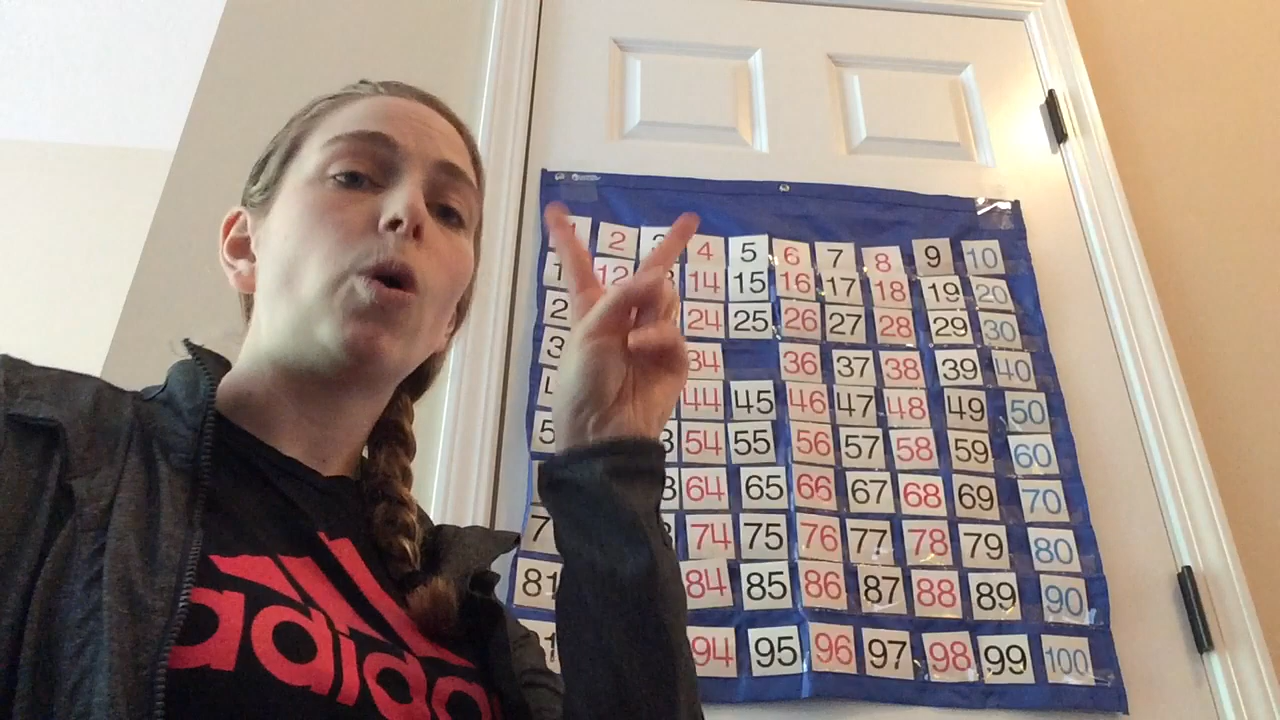 2 4 5 6 7 8 9 10
12 14 15 16 17 18 19 20
24 25 26 27 28 29 30
34 36 37 38 39 40
44 45 46 47 48 49 50
54 55 56 57 58 59 60
64 65 66 67 68 69 70
74 75 76 77 78 79 80
81 84 85 86 87 88 89 90
94 95 96 97 98 99 100
adidas